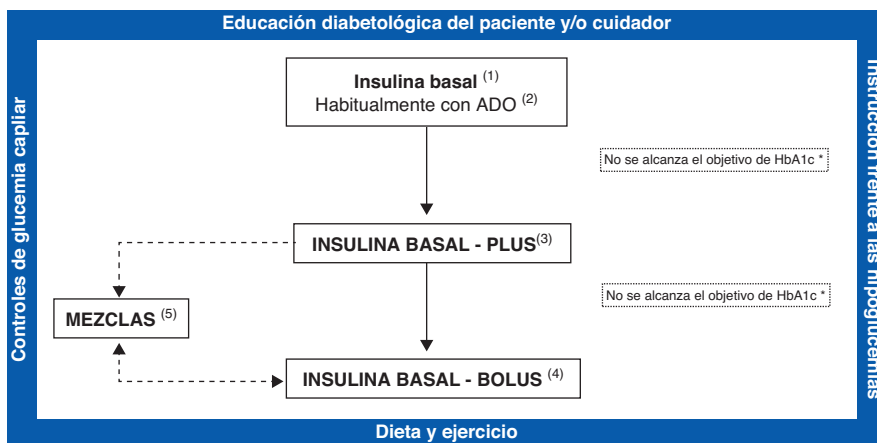 Educación diabetológica del paciente y/o cuidador
Controles de glucemia capliar
Instrucción frente a las hipoglucemias
Insulina basal (1)
Habitualmente con ADO (2)
No se alcanza el objetivo de HbA1c *
INSULINA BASAL - PLUS(3)
No se alcanza el objetivo de HbA1c *
MEZCLAS (5)
INSULINA BASAL - BOLUS (4)
Dieta y ejercicio